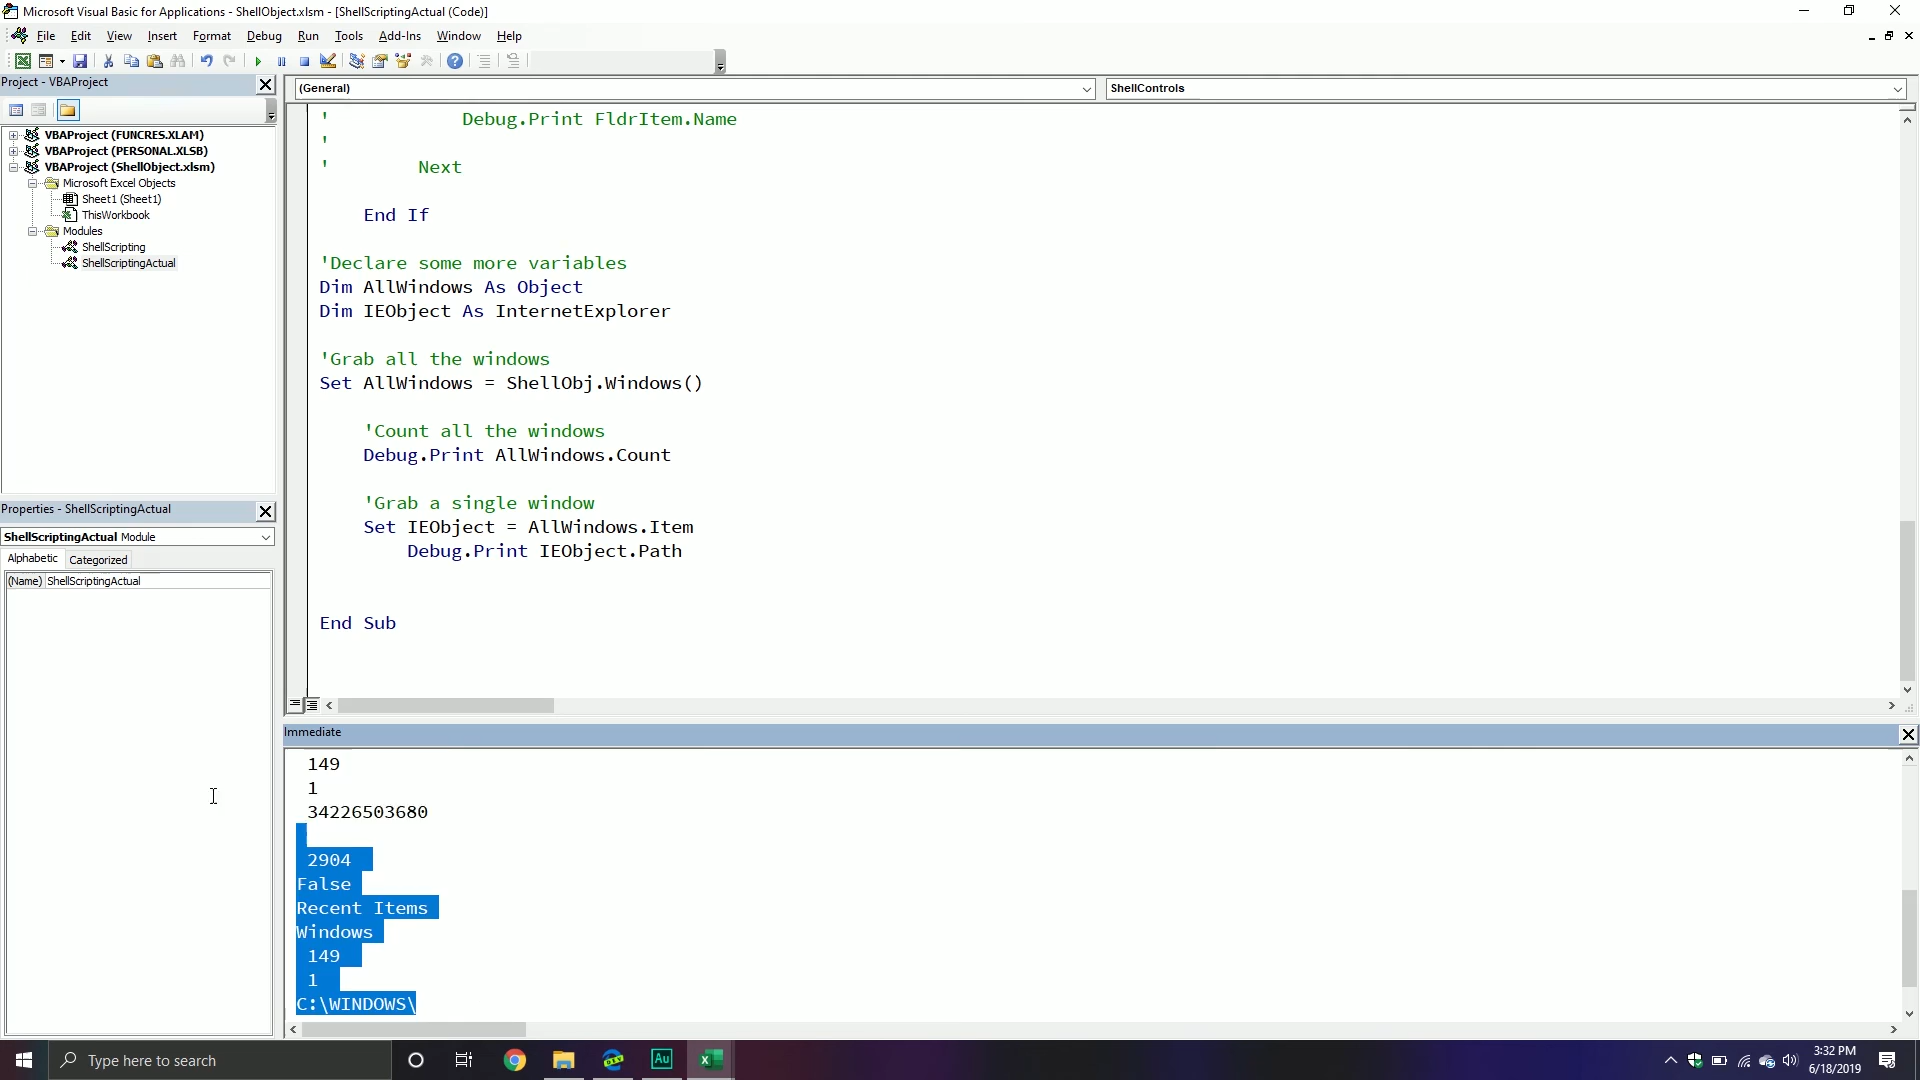 Microsoft Visual Basic for Applications - ShellObject.xlsm - [ShellScriptingActual (Code)]
File Edit View Insert Format Debug Run Tools Add-Ins Window Help
Project - VBAProject
VBAProject (FUNCRES.XLAM)
VBAProject (PERSONAL.XLSB)
VBAProject (ShellObject.xlsm)
Microsoft Excel Objects
Sheet1 (Sheet1)
ThisWorkbook
Modules
ShellScripting
ShellScriptingActual
Properties - ShellScriptingActual
ShellScriptingActual Module
Alphabetic Categorized
(Name) ShellScriptingActual
(General) ShellControls
' Debug.Print FldrItem.Name
'
' Next
End If
'Declare some more variables
Dim AllWindows As Object
Dim IEObject As InternetExplorer
'Grab all the windows
Set AllWindows = ShellObj.Windows()
'Count all the windows
Debug.Print AllWindows.Count
'Grab a single window
Set IEObject = AllWindows.Item
Debug.Print IEObject.Path
End Sub
Immediate
149
1
34226503680
2904
False
Recent Items
Windows
149
1
C:\WINDOWS\
Type here to search
DEV
Au
3:32 PM
6/18/2019